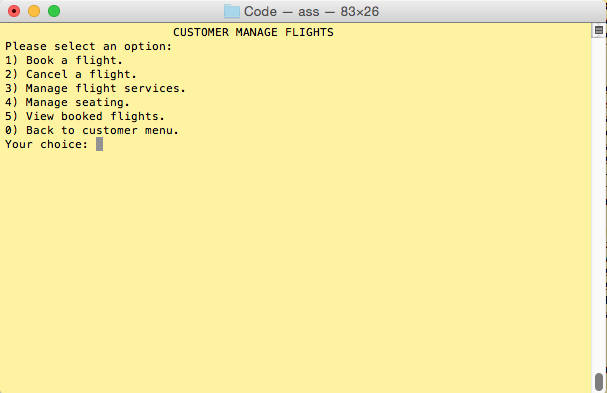 Code — ass — 83×26
CUSTOMER MANAGE FLIGHTS
Please select an option:
1) Book a flight.
2) Cancel a flight.
3) Manage flight services.
4) Manage seating.
5) View booked flights.
0) Back to customer menu.
Your choice: